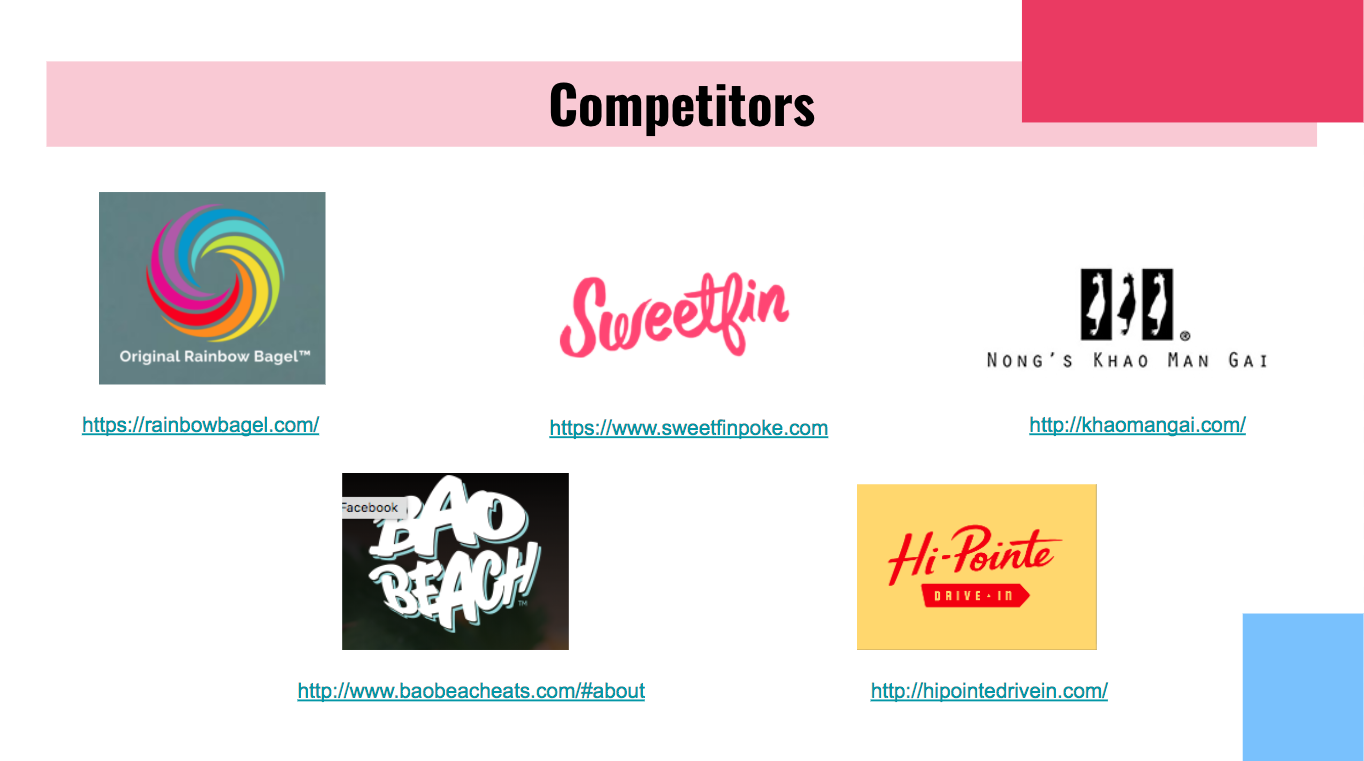 Competitors
Original Rainbow Bagel™
Sweetfin
®
NONG'S KHAO MAN GAI
https://rainbowbagel.com/
https://www.sweetfinpoke.com
http://khaomangai.com/
Facebook
BAO
BEACH™
Hi-Pointe
DRIVE-IN
http://www.baobeacheats.com/#about
http://hipointedrivein.com/